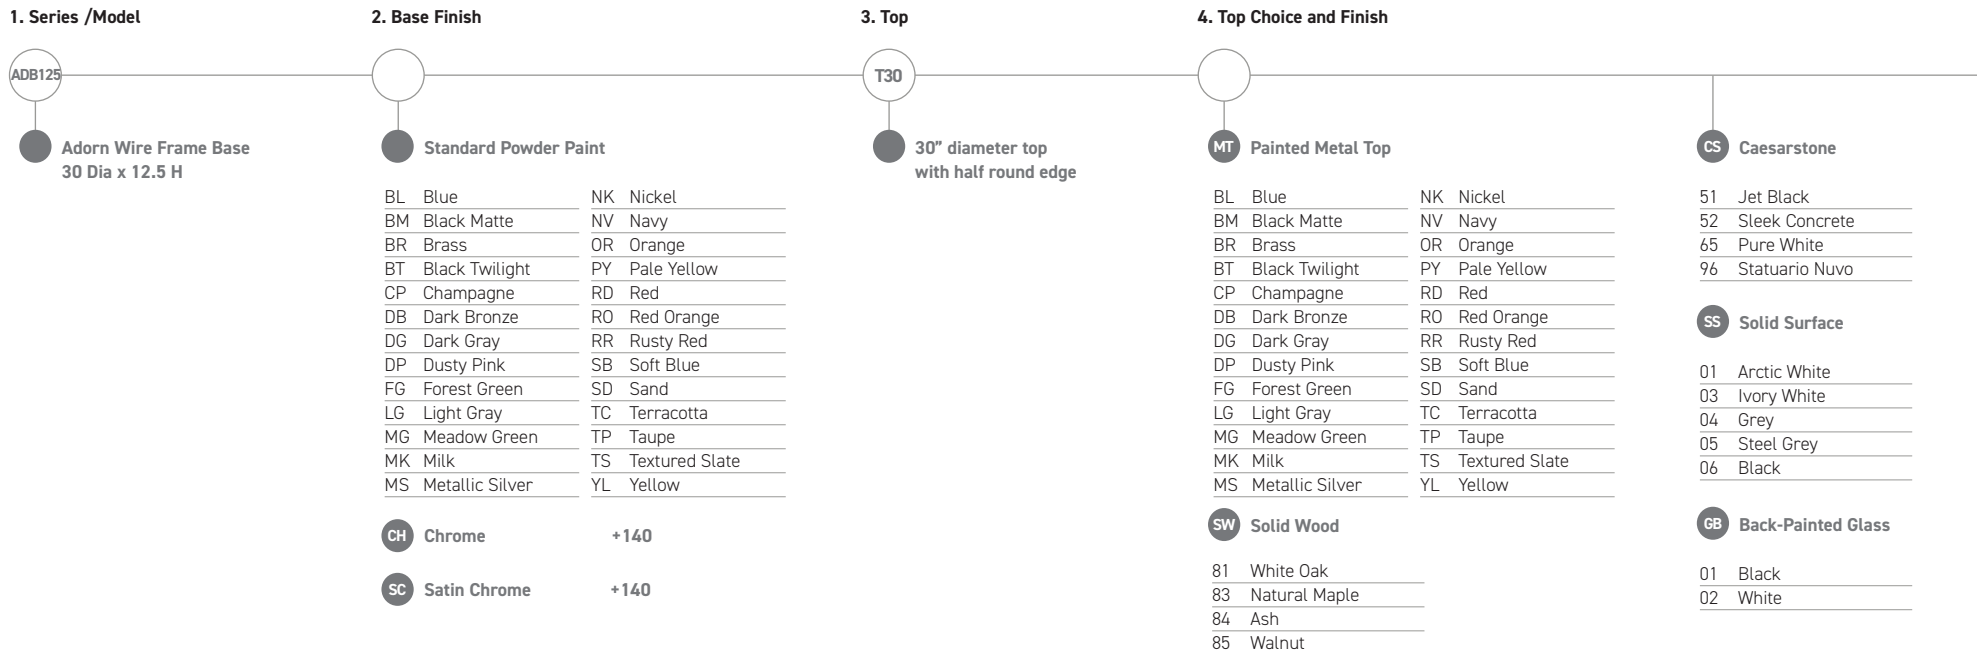 1. Series /Model
ADB125
Adorn Wire Frame Base
30 Dia x 12.5 H
2. Base Finish
Standard Powder Paint
BL Blue
BM Black Matte
BR Brass
BT Black Twilight
CP Champagne
DB Dark Bronze
DG Dark Gray
DP Dusty Pink
FG Forest Green
LG Light Gray
MG Meadow Green
MK Milk
MS Metallic Silver
NK Nickel
NV Navy
OR Orange
PY Pale Yellow
RD Red
RO Red Orange
RR Rusty Red
SB Soft Blue
SD Sand
TC Terracotta
TP Taupe
TS Textured Slate
YL Yellow
CH Chrome +140
SC Satin Chrome +140
3. Top
T30
30” diameter top
with half round edge
4. Top Choice and Finish
MT Painted Metal Top
BL Blue
BM Black Matte
BR Brass
BT Black Twilight
CP Champagne
DB Dark Bronze
DG Dark Gray
DP Dusty Pink
FG Forest Green
LG Light Gray
MG Meadow Green
MK Milk
MS Metallic Silver
NK Nickel
NV Navy
OR Orange
PY Pale Yellow
RD Red
RO Red Orange
RR Rusty Red
SB Soft Blue
SD Sand
TC Terracotta
TP Taupe
TS Textured Slate
YL Yellow
SW Solid Wood
81 White Oak
83 Natural Maple
84 Ash
85 Walnut
CS Caesarstone
51 Jet Black
52 Sleek Concrete
65 Pure White
96 Statuario Nuvo
SS Solid Surface
01 Arctic White
03 Ivory White
04 Grey
05 Steel Grey
06 Black
GB Back-Painted Glass
01 Black
02 White